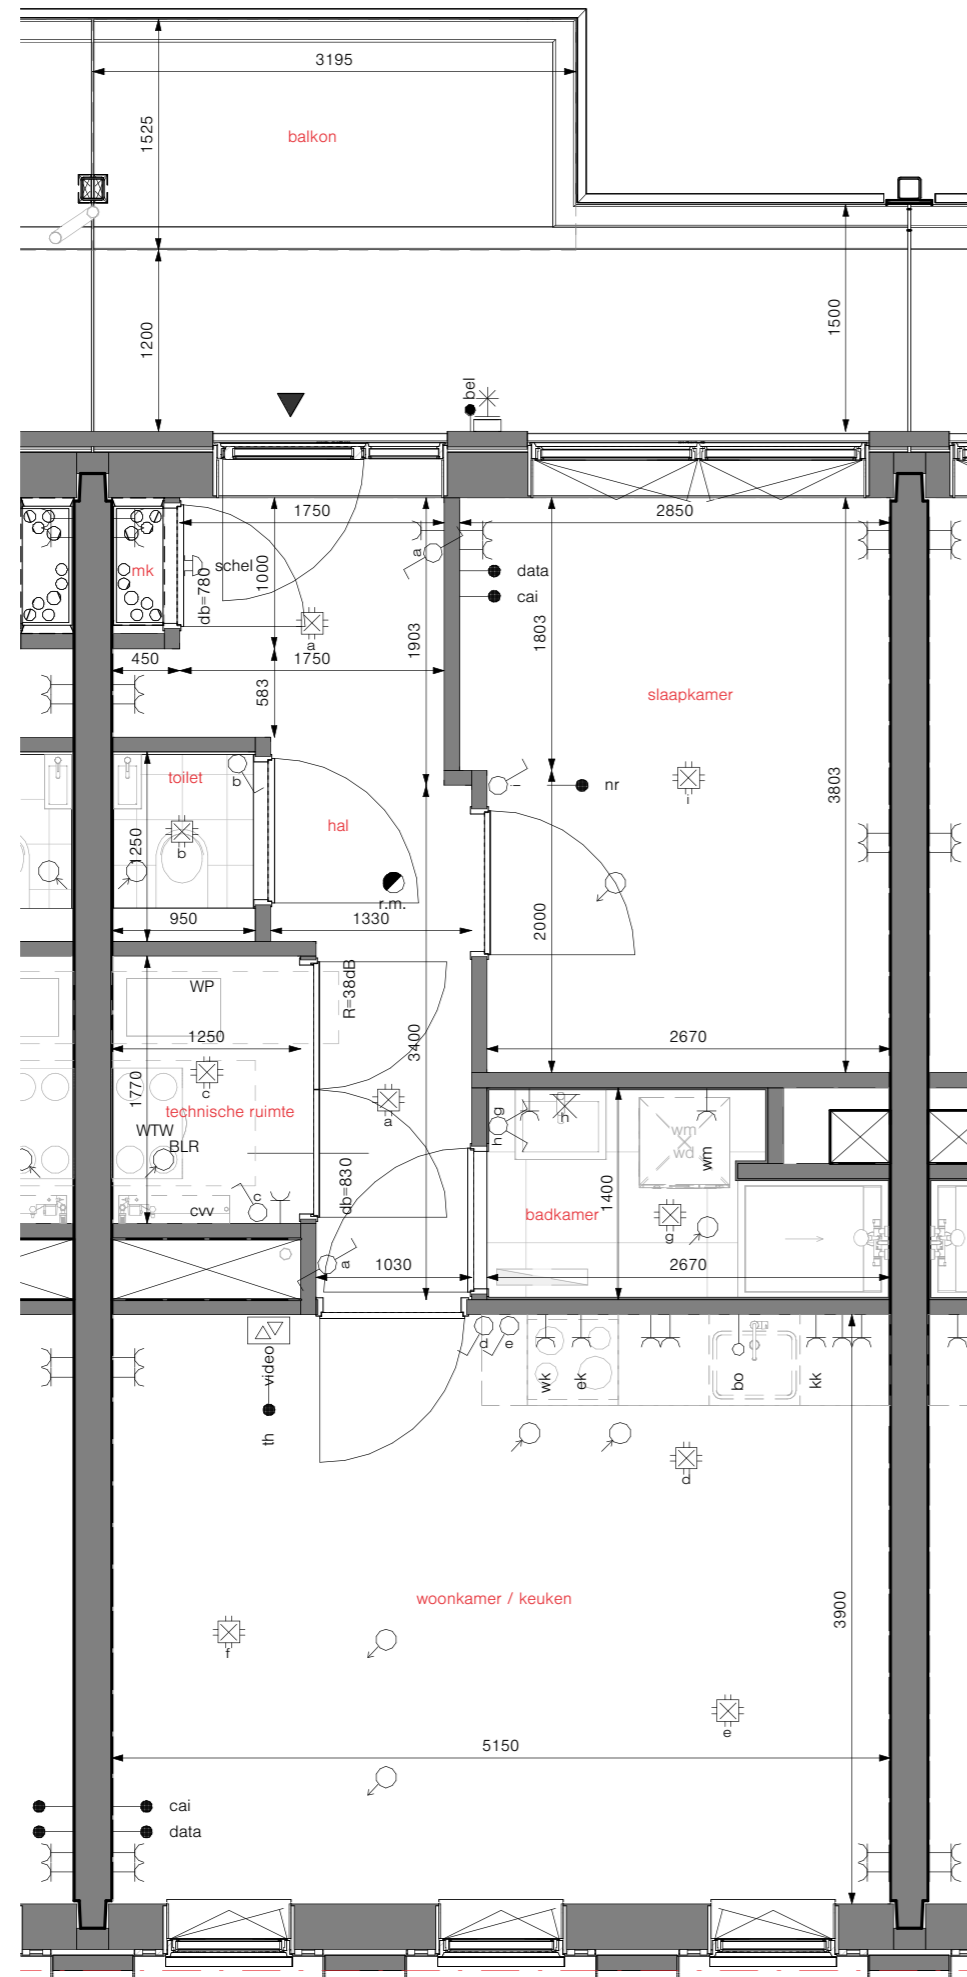 3195
1525
balkon
1200
1500
bel
1750
2850
mk
schel
db=780
1000
a
data
cai
a
450
1750
1903
1803
583
slaapkamer
toilet
b
i
nr
i
3803
hal
1250
b
r.m.
950
1330
2000
WP
R=38dB
1250
3400
2670
c
1770
technische ruimte
a
WTW
BLR
g
h
h
wm
wd
wm
db=830
1400
badkamer
c
cvv
g
a
1030
2670
d
e
video
wk
ek
bo
kk
th
d
woonkamer / keuken
3900
f
e
5150
cai
data